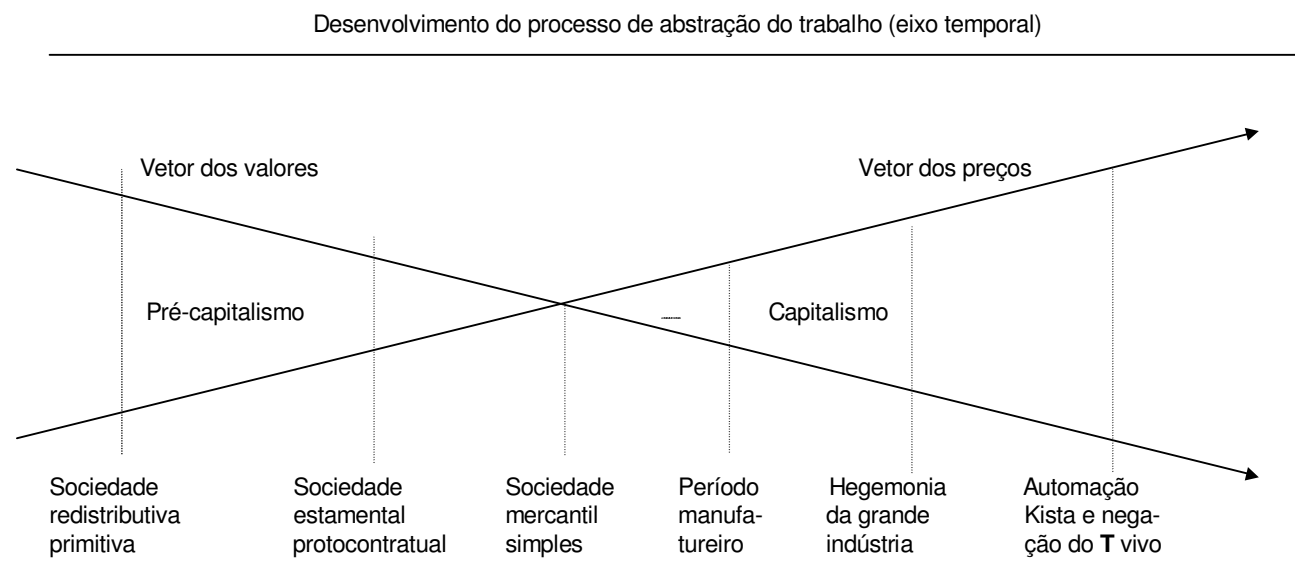 Desenvolvimento do processo de abstração do trabalho (eixo temporal)
Vetor dos valores
Vetor dos preços
Pré-capitalismo
Capitalismo
Sociedade
redistributiva
primitiva
Sociedade
estamental
protocontratual
Sociedade
mercantil
simples
Período
manufa-
tureiro
Hegemonia
da grande
indústria
Automação
Kista e nega-
ção do T vivo